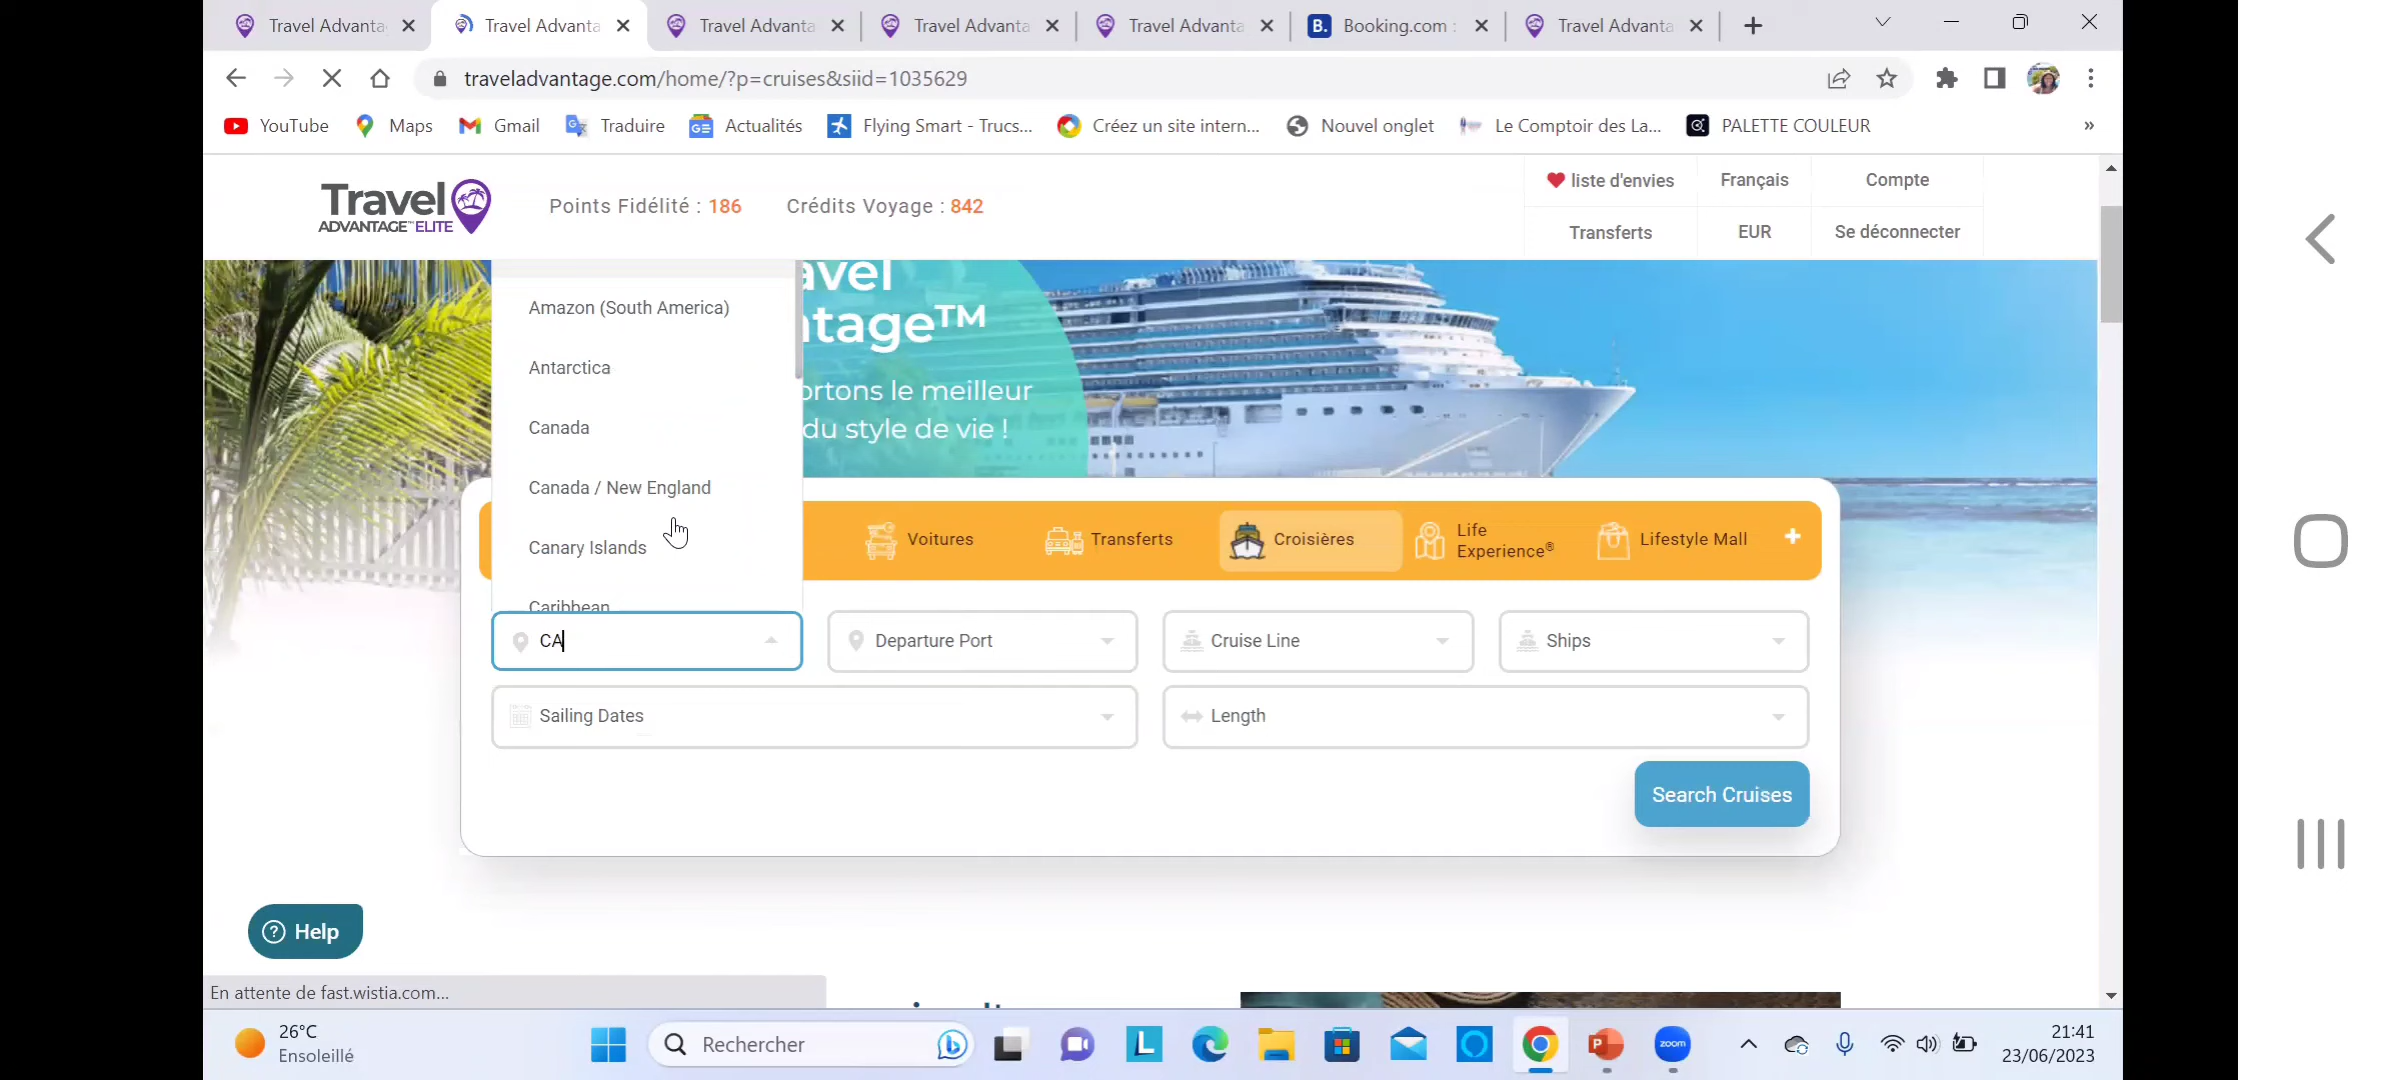 Travel Advanta
Travel Advanta
Travel Advanta
Travel Advanta
Travel Advanta
Booking.com :
Travel Advanta
traveladvantage.com/home/?p=cruises&siid=1035629
YouTube
Maps
Gmail
Traduire
Actualités
Flying Smart - Trucs...
Créez un site intern...
Nouvel onglet
Le Comptoir des La...
PALETTE COULEUR
»
Travel
ADVANTAGE™ ELITE
Points Fidélité : 186
Crédits Voyage : 842
liste d'envies
Français
Compte
Transferts
EUR
Se déconnecter
avel
ntage™
ortons le meilleur
du style de vie !
Amazon (South America)
Antarctica
Canada
Canada / New England
Canary Islands
Caribbean
Voitures
Transferts
Croisières
Life
Experience®
Lifestyle Mall
CA
Departure Port
Cruise Line
Ships
Sailing Dates
Length
Search Cruises
? Help
En attente de fast.wistia.com...
26°C
Ensoleillé
Rechercher
zoom
21:41
23/06/2023